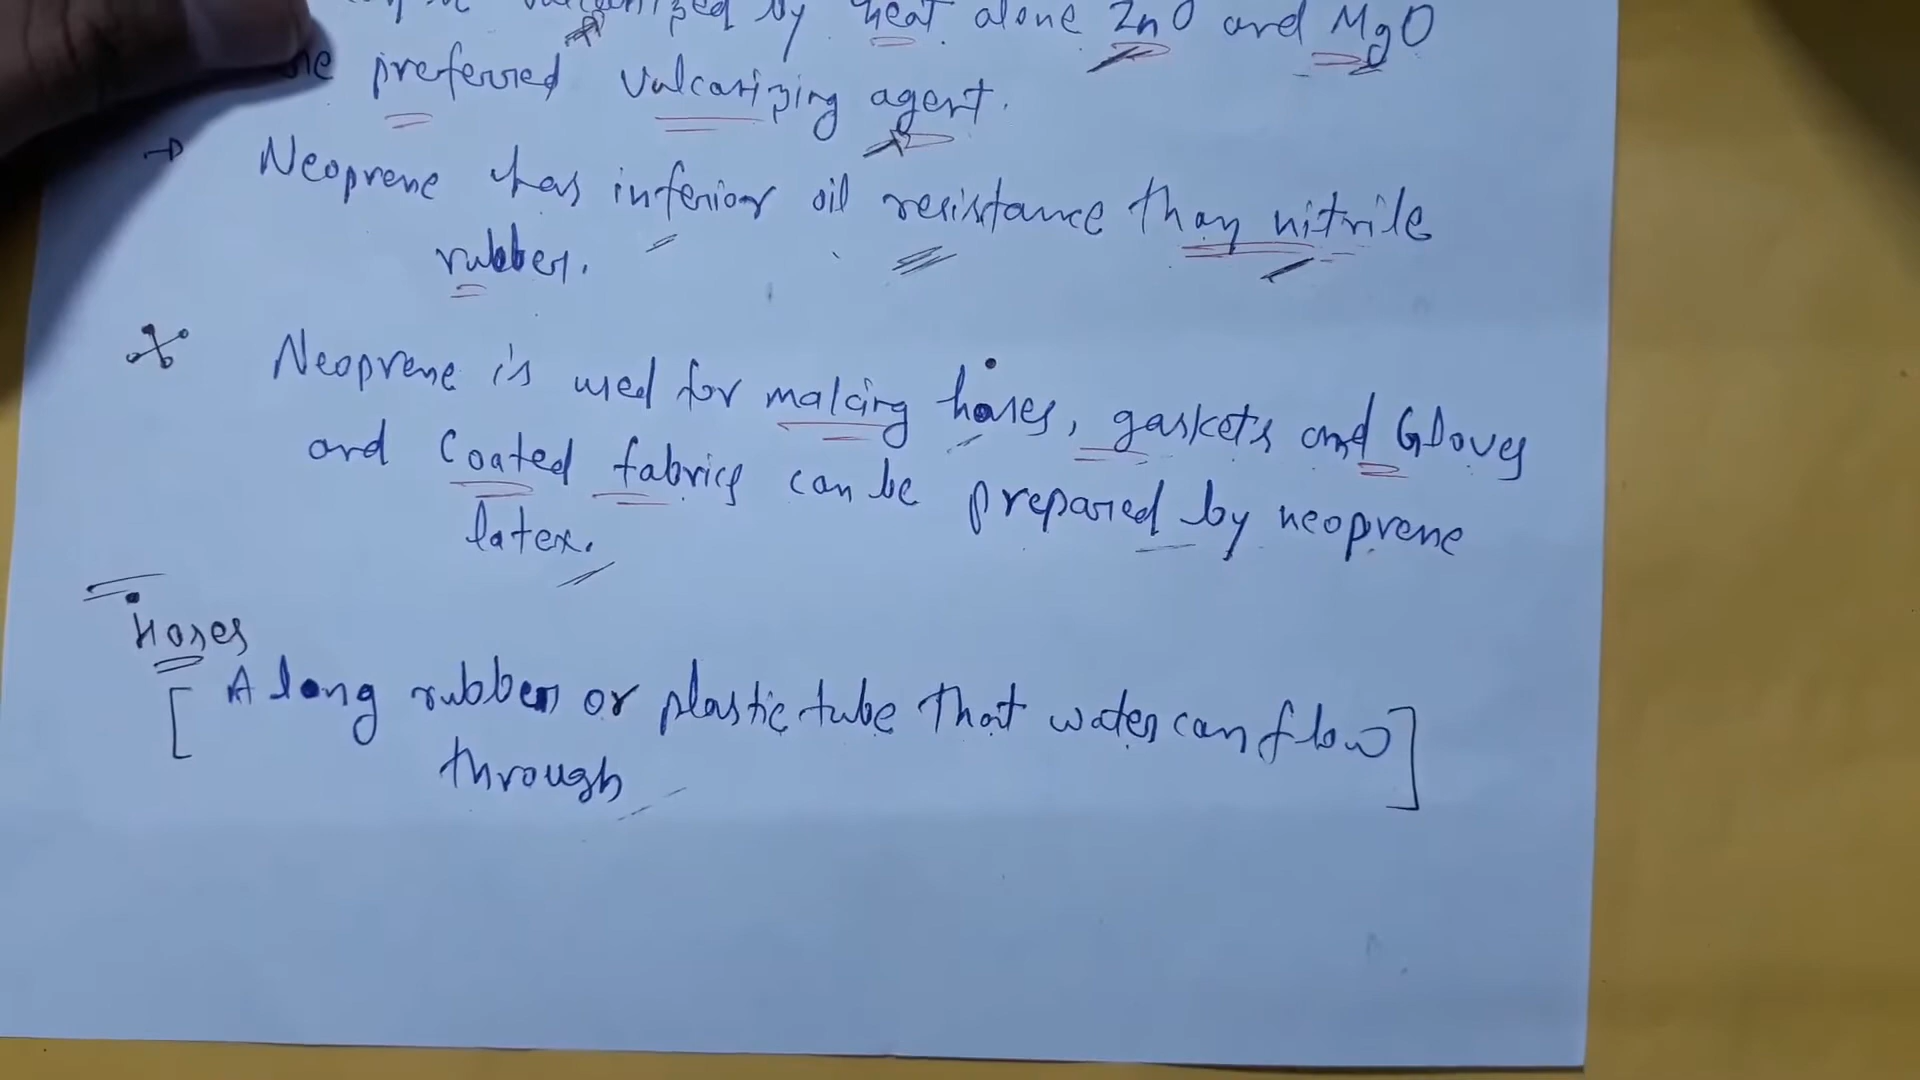 by heat alone ZnO and MgO
preferred vulcanizing agent.
→ Neoprene has inferior oil resistance than nitrile
rubber.
Neoprene is used for making hoses, gaskets and Gloves
and Coated fabrics can be prepared by neoprene
latex.
Hoses
[ A long rubber or plastic tube that water can flow ]
through